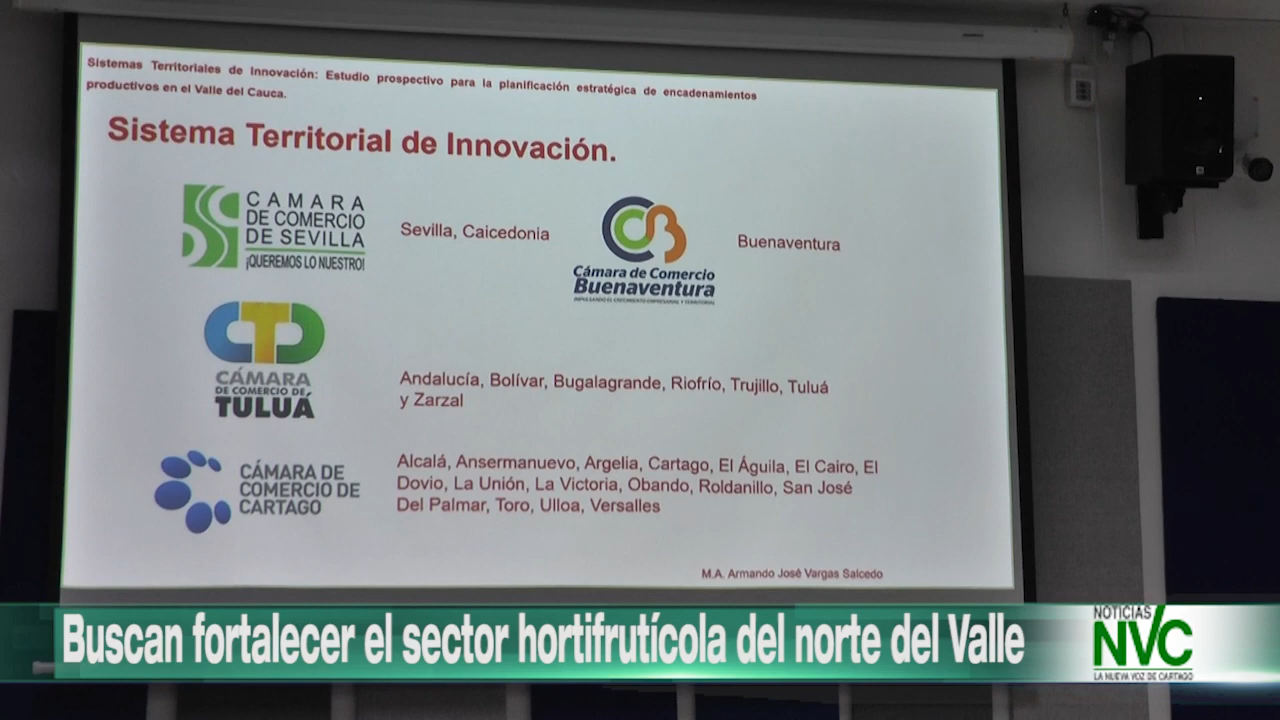 Sistemas Territoriales de Innovación: Estudio prospectivo para la planificación estratégica de encadenamientos
productivos en el Valle del Cauca.
Sistema Territorial de Innovación.
CAMARA
DE COMERCIO
DE SEVILLA
¡QUEREMOS LO NUESTRO!
Sevilla, Caicedonia
Cámara de Comercio
Buenaventura
IMPULSANDO EL CRECIMIENTO EMPRESARIAL Y TERRITORIAL
Buenaventura
CÁMARA
DE COMERCIO DE
TULUÁ
Andalucía, Bolívar, Bugalagrande, Riofrío, Trujillo, Tuluá
y Zarzal
CÁMARA DE
COMERCIO DE
CARTAGO
Alcalá, Ansermanuevo, Argelia, Cartago, El Águila, El Cairo, El
Dovio, La Unión, La Victoria, Obando, Roldanillo, San José
Del Palmar, Toro, Ulloa, Versalles
M.A. Armando José Vargas Salcedo
Buscan fortalecer el sector hortifrutícola del norte del Valle
NOTICIAS
NVC
LA NUEVA VOZ DE CARTAGO